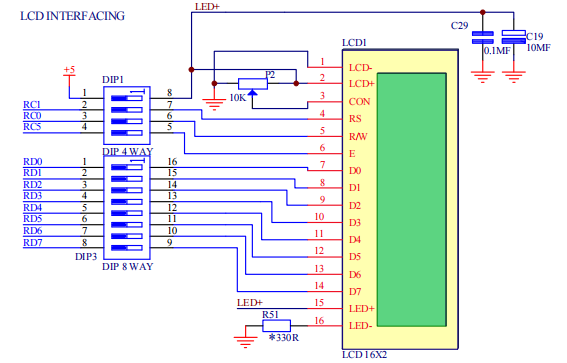 LCD INTERFACING
LED+
C29
C19
0.1MF
10MF
LCD1
+5
DIP1
P2
10K
1 8
RC1 2 7
RC0 3 6
RC5 4 5
DIP 4 WAY
RD0 1 16
RD1 2 15
RD2 3 14
RD3 4 13
RD4 5 12
RD5 6 11
RD6 7 10
RD7 8 9
DIP3
DIP 8 WAY
1 LCD-
2 LCD+
3 CON
4 RS
5 R/W
6 E
7 D0
8 D1
9 D2
10 D3
11 D4
12 D5
13 D6
14 D7
LED+ 15 LED+
R51 16 LED-
*330R
LCD 16X2